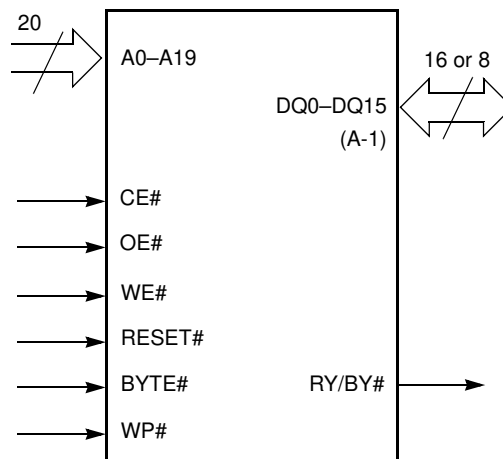 20
A0–A19
16 or 8
DQ0–DQ15
(A-1)
CE#
OE#
WE#
RESET#
BYTE#
RY/BY#
WP#